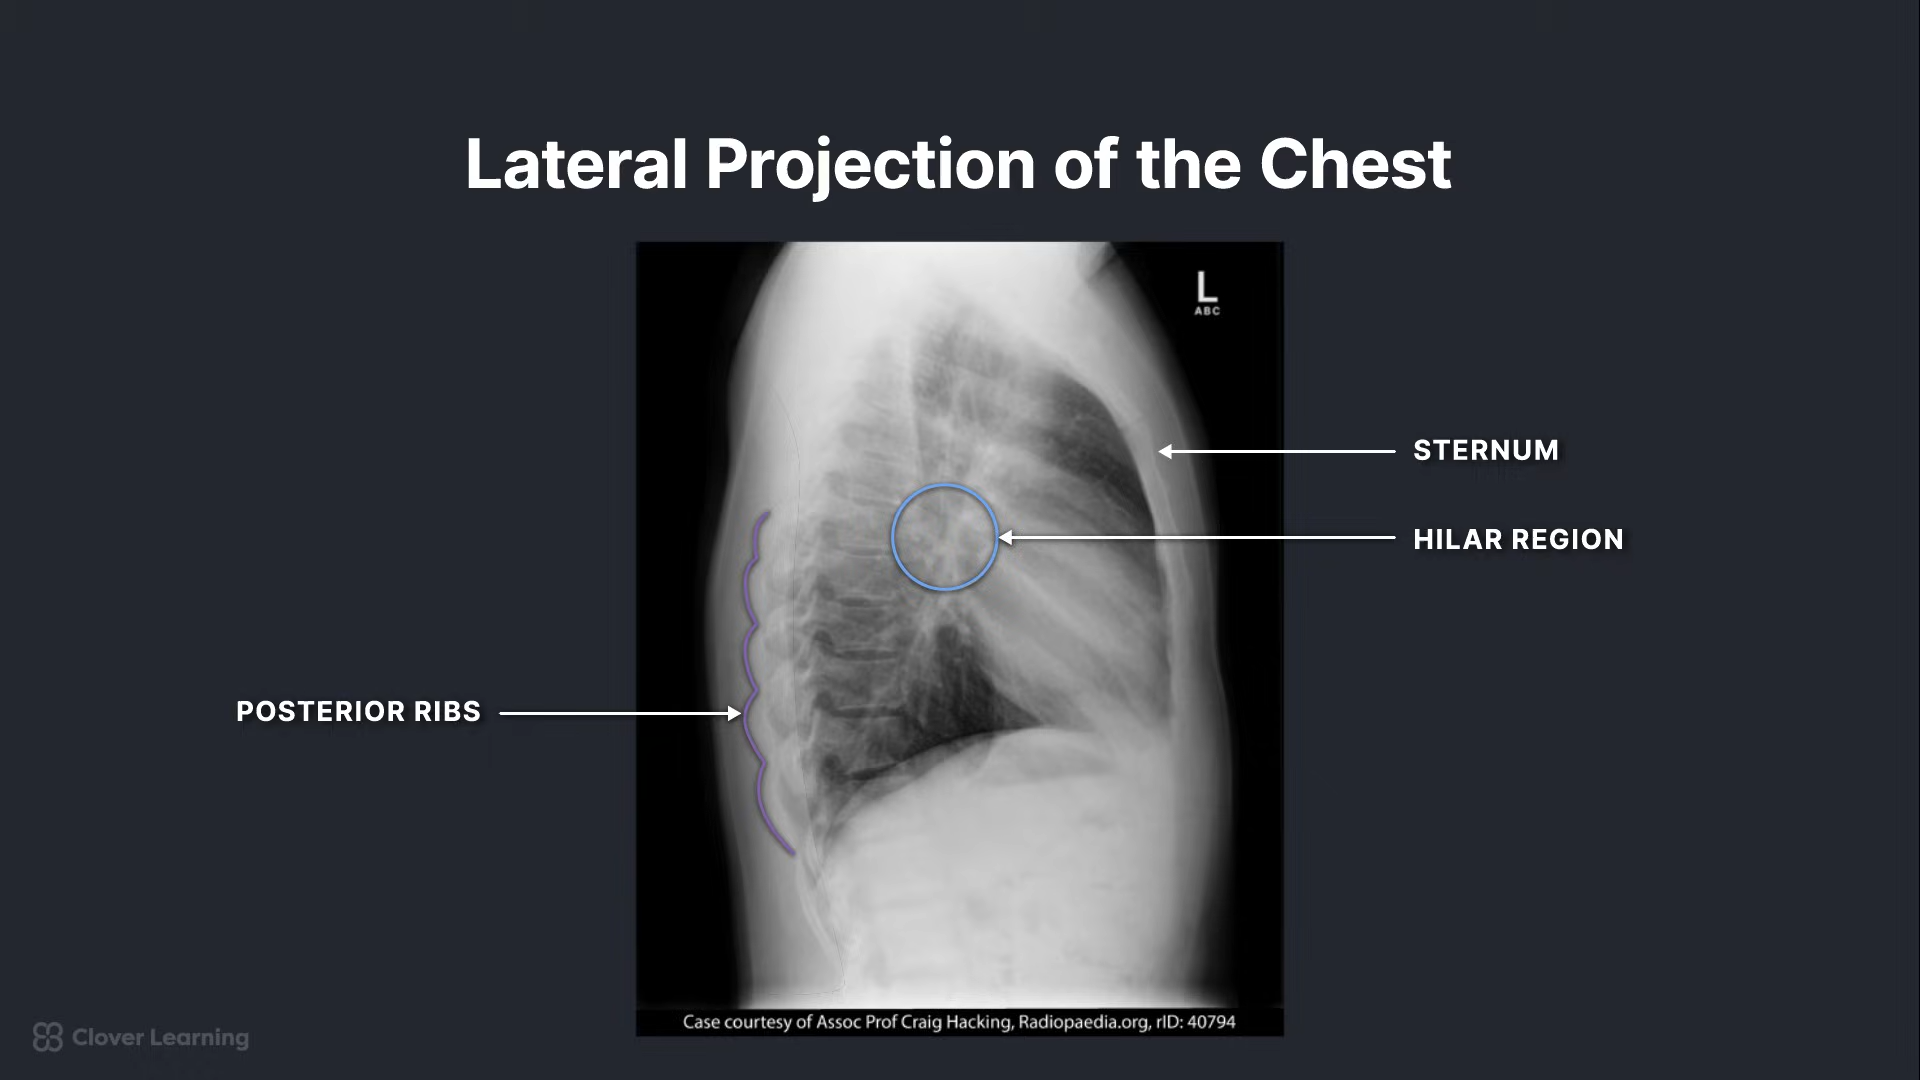 Lateral Projection of the Chest
L
ABC
STERNUM
HILAR REGION
POSTERIOR RIBS
Case courtesy of Assoc Prof Craig Hacking, Radiopaedia.org, rID: 40794
Clover Learning